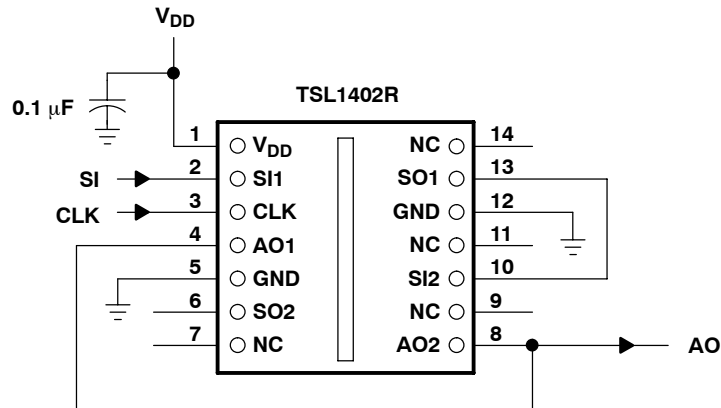 VDD
0.1 μF
TSL1402R
1 VDD NC 14
SI 2 SI1 SO1 13
CLK 3 CLK GND 12
4 AO1 NC 11
5 GND SI2 10
6 SO2 NC 9
7 NC AO2 8 AO